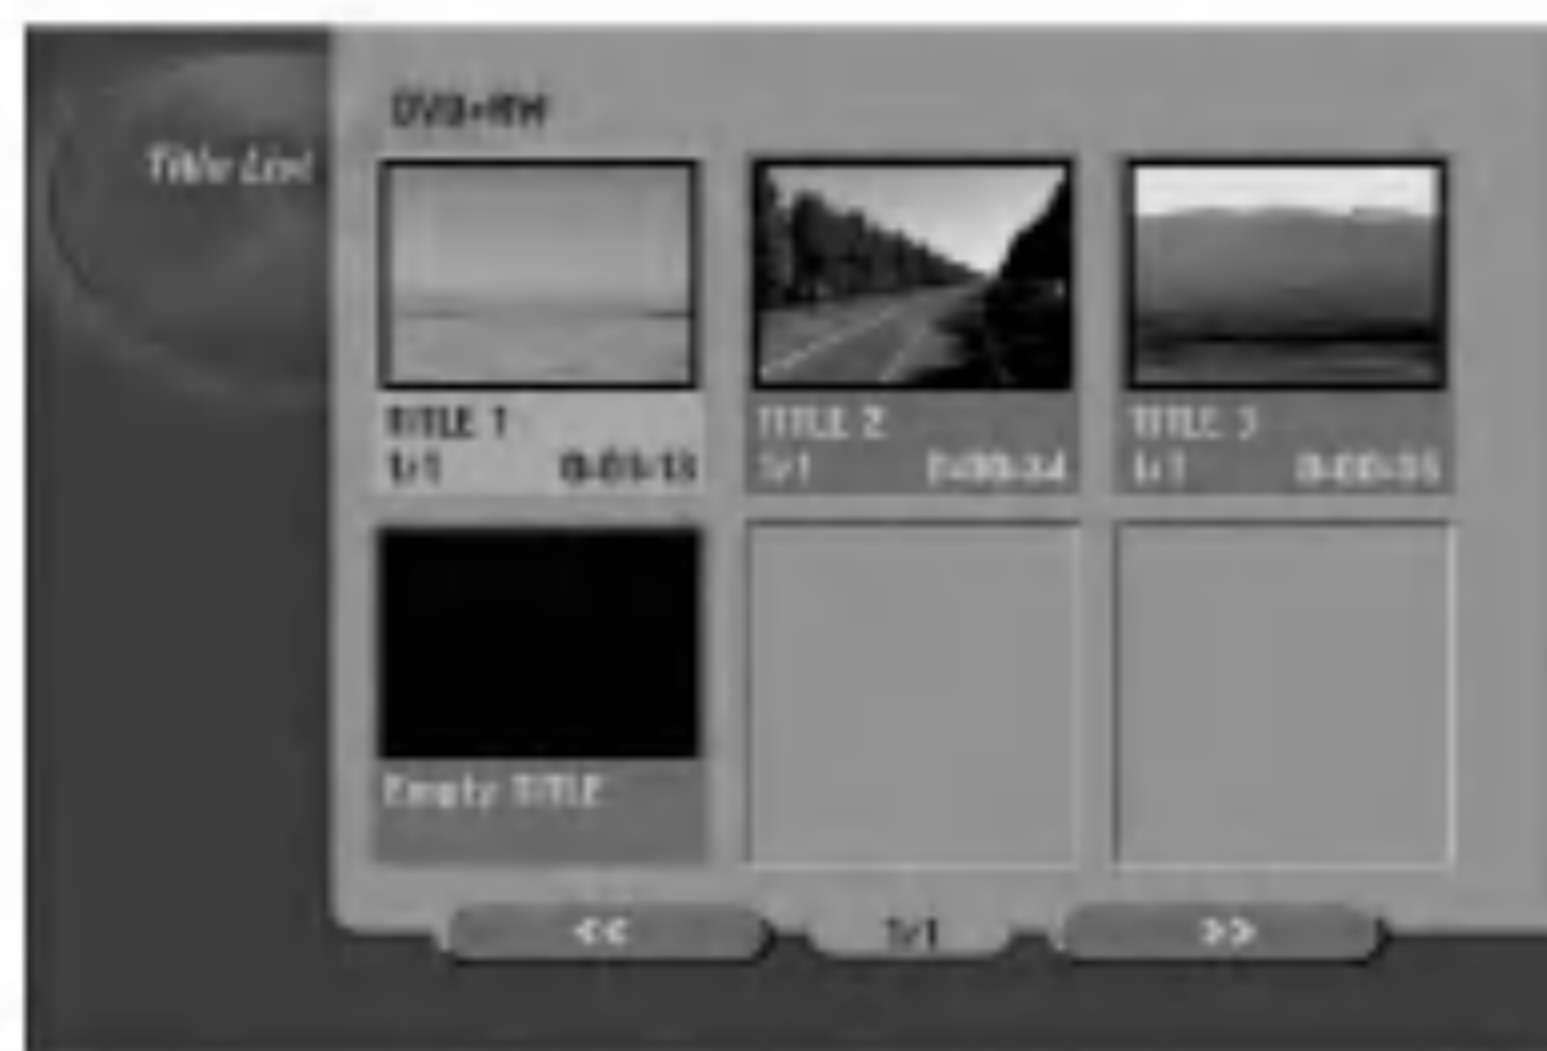 Title List
DVD+RW
TITLE 1
1/1
TITLE 2
1/1
TITLE 3
1/1
Empty TITLE
<< 1/1 >>